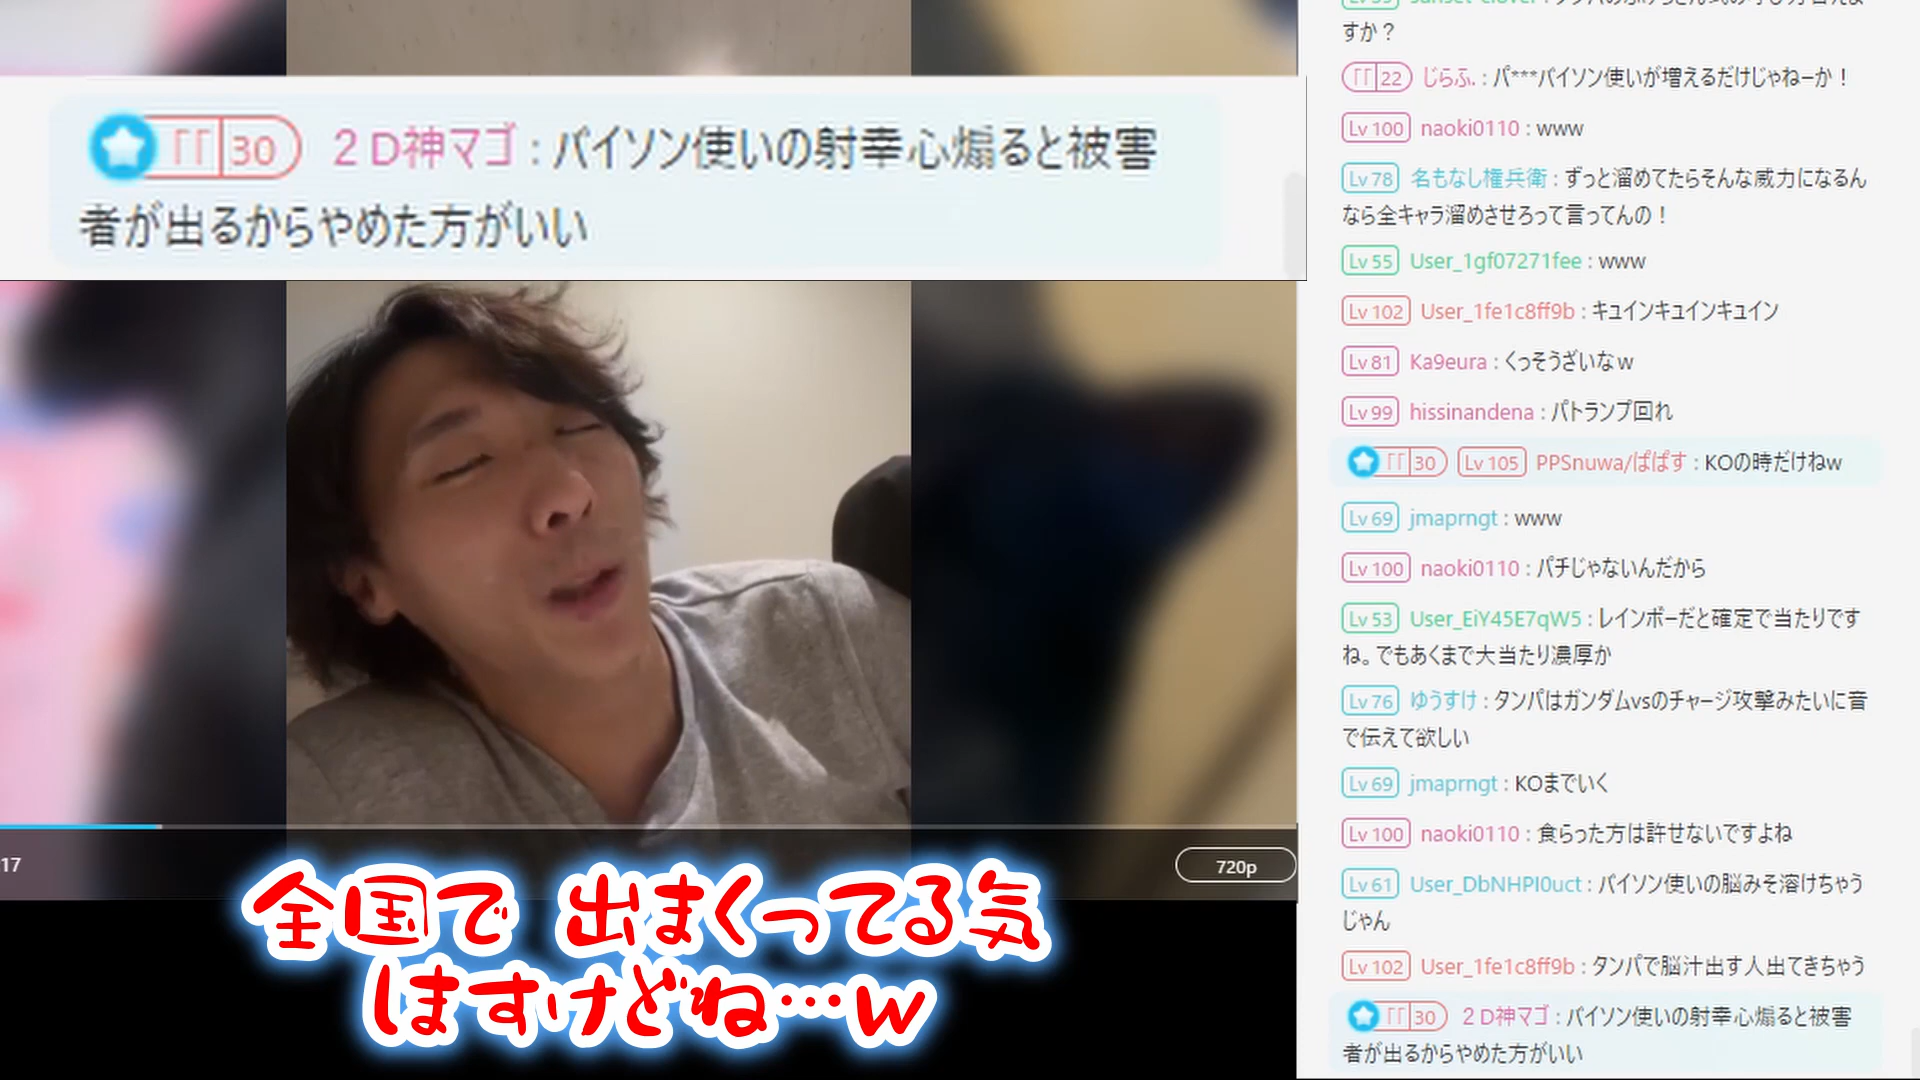 「「 30 2D神マゴ : バイソン使いの射幸心煽ると被害
者が出るからやめた方がいい
17
720p
全国で 出まくってる気
はすけどね…w
すか？
「「 22 じらふ. : パ***バイソン使いが増えるだけじゃねーか！
Lv 100 naoki0110 : www
Lv 78 名もなし権兵衛 : ずっと溜めてたらそんな威力になるん
なら全キャラ溜めさせろって言ってんの！
Lv 55 User_1gf07271fee : www
Lv 102 User_1fe1c8ff9b : キュインキュインキュイン
Lv 81 Ka9eura : くっそうざいなw
Lv 99 hissinandena : パトランプ回れ
「「 30 Lv 105 PPSnuwa/ぱぱす : KOの時だけねw
Lv 69 jmaprngt : www
Lv 100 naoki0110 : パチじゃないんだから
Lv 53 User_EiY45E7qW5 : レインボーだと確定で当たりです
ね。でもあくまで大当たり濃厚か
Lv 76 ゆうすけ : タンパはガンダムvsのチャージ攻撃みたいに音
で伝えて欲しい
Lv 69 jmaprngt : KOまでいく
Lv 100 naoki0110 : 食らった方は許せないですよね
Lv 61 User_DbNHPI0uct : バイソン使いの脳みそ溶けちゃう
じゃん
Lv 102 User_1fe1c8ff9b : タンパで脳汁出す人出てきちゃう
「「 30 2D神マゴ : バイソン使いの射幸心煽ると被害
者が出るからやめた方がいい